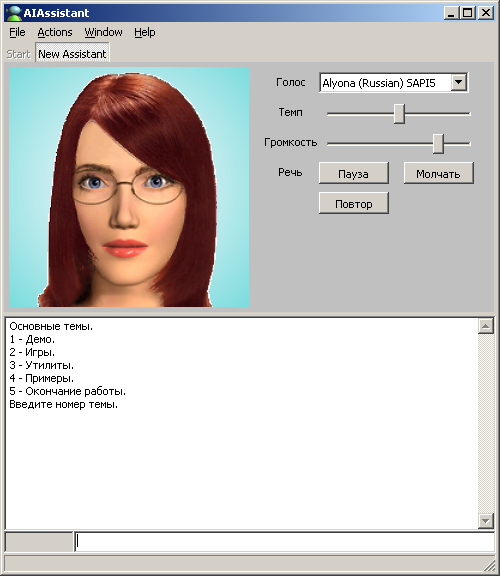 AIAssistant
File Actions Window Help
Start New Assistant
Голос Alyona (Russian) SAPI5
Темп
Громкость
Речь Пауза Молчать
Повтор
Основные темы.
1 - Демо.
2 - Игры.
3 - Утилиты.
4 - Примеры.
5 - Окончание работы.
Введите номер темы.